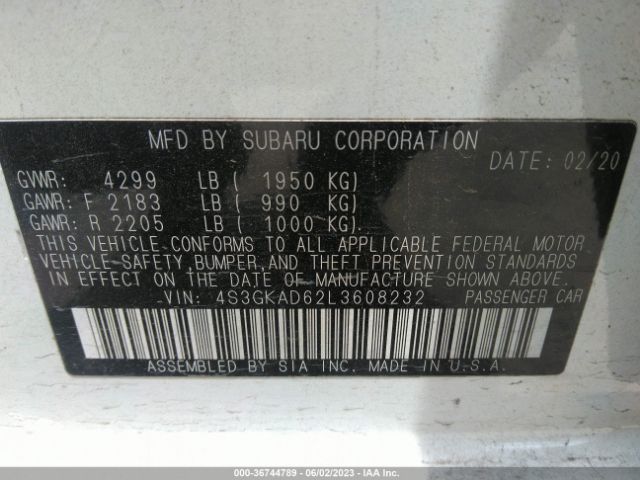 MFD BY SUBARU CORPORATION
DATE: 02/20
GVWR: 4299 LB ( 1950 KG)
GAWR: F 2183 LB ( 990 KG)
GAWR: R 2205 LB ( 1000 KG)
THIS VEHICLE CONFORMS TO ALL APPLICABLE FEDERAL MOTOR
VEHICLE-SAFETY, BUMPER, AND THEFT PREVENTION STANDARDS
IN EFFECT ON THE DATE OF MANUFACTURE SHOWN ABOVE.
VIN: 4S3GKAD62L3608232 PASSENGER CAR
ASSEMBLED BY SIA INC. MADE IN U.S.A.
000-36744789 - 06/02/2023 - IAA Inc.